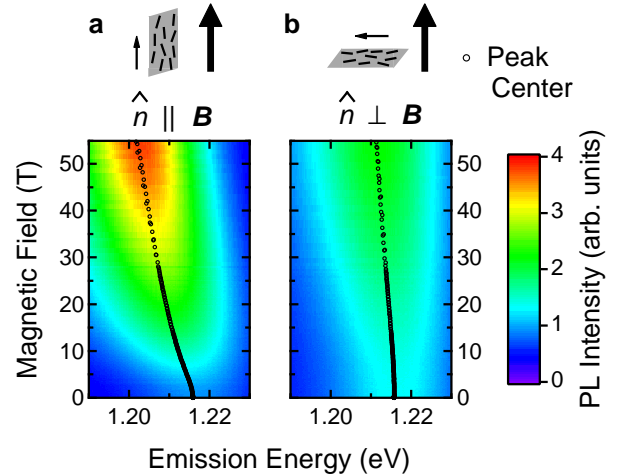 a
b
Peak
Center
n̂ || B
n̂ ⊥ B
Magnetic Field (T)
50
40
30
20
10
0
1.20
1.22
1.20
1.22
50
40
30
20
10
0
4
3
2
1
0
PL Intensity (arb. units)
Emission Energy (eV)